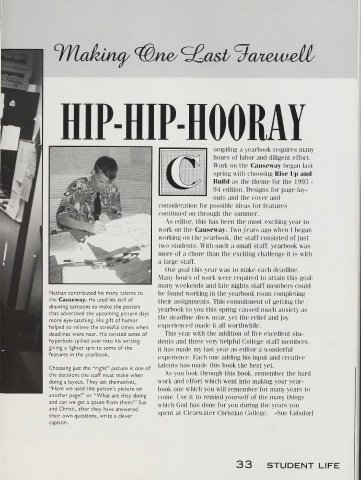 Making One Last Farewell
HIP-HIP-HOORAY
C ompiling a yearbook requires many
hours of labor and diligent effort.
Work on the Causeway began last
spring with choosing Rise Up and
Build as the theme for the 1993 -
94 edition. Designs for page lay-
outs and the cover and
consideration for possible ideas for features
continued on through the summer.
As editor, this has been the most exciting year to
work on the Causeway. Two years ago when I began
working on the yearbook, the staff consisted of just
two students. With such a small staff, yearbook was
more of a chore than the exciting challenge it is with
a large staff.
Our goal this year was to make each deadline.
Many hours of work were required to attain this goal;
many weekends and late nights staff members could
be found working in the yearbook room completing
their assignments. This commitment of getting the
yearbook to you this spring caused much anxiety as
the deadline drew near, yet the relief and joy
experienced made it all worthwhile.
This year with the addition of five excellent stu-
dents and three very helpful College staff members,
it has made my last year as editor a wonderful
experience. Each one adding his input and creative
talents has made this book the best yet.
As you look through this book, remember the hard
work and effort which went into making your year-
book one which you will remember for many years to
come. Use it to remind yourself of the many things
which God has done for you during the years you
spent at Clearwater Christian College. -Sue Lufsdorf
Nathan contributed his many talents to
the Causeway. He used his skill of
drawing cartoons to make the posters
that advertised the upcoming picture days
more eye-catching. His gift of humor
helped to relieve the stressful times when
deadlines were near. His twisted sense of
hyperbole spilled over into his writing
giving a lighter spin to some of the
features in the yearbook.
Choosing just the "right" picture is one of
the decisions the staff must make when
doing a layout. They ask themselves,
"Have we used this person's picture on
another page?" or "What are they doing
and can we get a quote from them?" Sue
and Christi, after they have answered
their own questions, write a clever
caption.
33 STUDENT LIFE